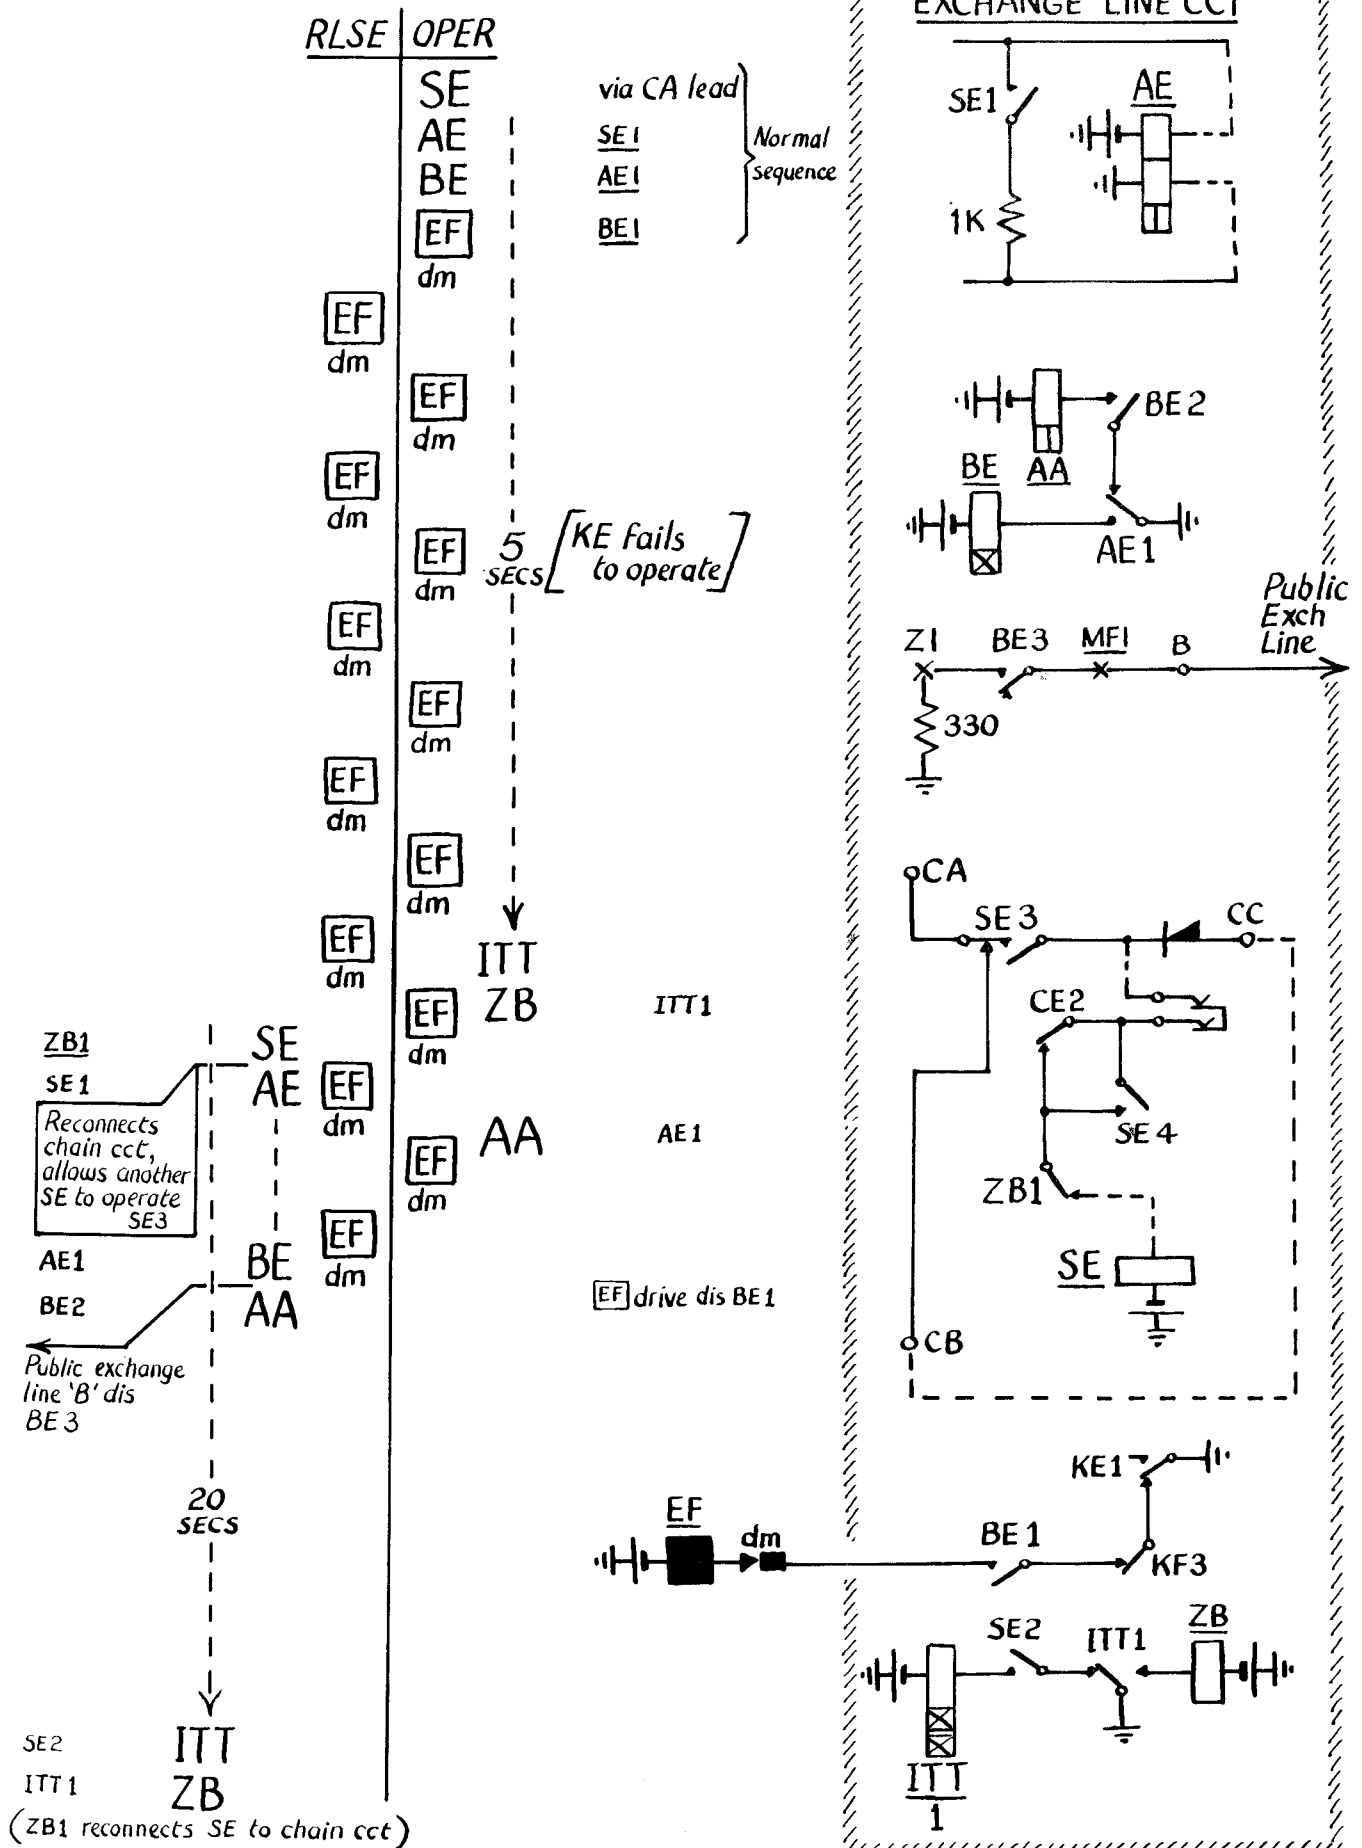 EXCHANGE LINE CCT
RLSE OPER
SE via CA lead
AE SE1
BE AE1
EF BE1
dm
Normal
sequence
EF
dm
EF
dm
EF
dm
EF
dm
5
SECS
[KE Fails
to operate]
EF
dm
EF
dm
EF
dm
EF
dm
EF
dm
ITT
ZB ITT1
EF
dm
ZB1 SE
SE1 AE
EF
dm
Reconnects
chain cct,
allows another
SE to operate
SE3
AA AE1
EF
dm
EF
dm
AE1 BE
BE2 AA
EF drive dis BE1
Public exchange
line 'B' dis
BE3
20
SECS
SE2 ITT
ITT1 ZB
(ZB1 reconnects SE to chain cct)
SE1
AE
1K
BE2
BE AA
AE1
Public
Exch
Line
Z1 BE3 MF1 B
330
CA
SE3 CC
CE2
SE4
ZB1
SE
CB
KE1
EF dm BE1
KF3
SE2 ITT1 ZB
ITT
1